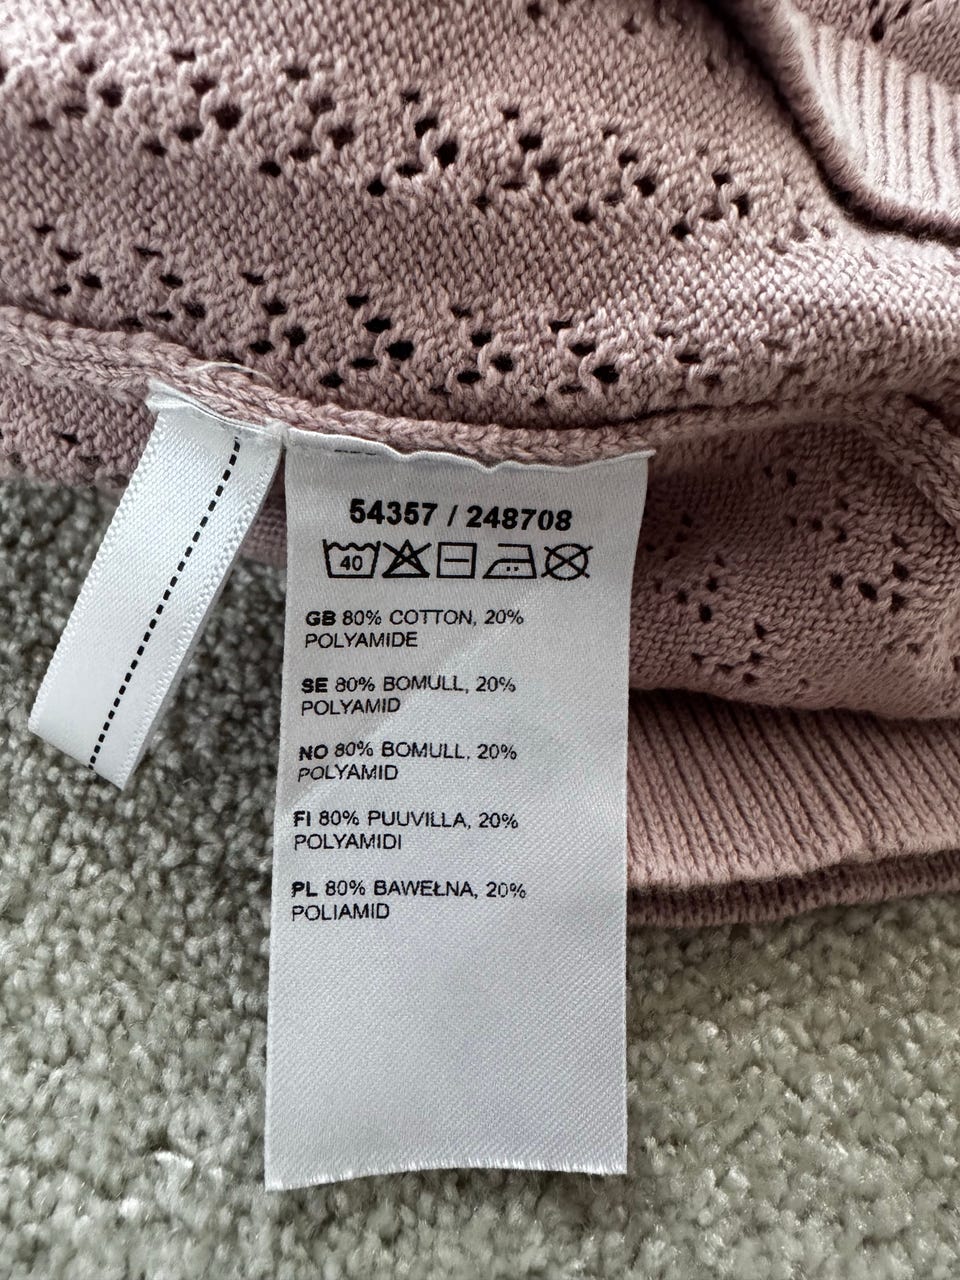 54357 / 248708
40
GB 80% COTTON, 20%
POLYAMIDE
SE 80% BOMULL, 20%
POLYAMID
NO 80% BOMULL, 20%
POLYAMID
FI 80% PUUVILLA, 20%
POLYAMIDI
PL 80% BAWEŁNA, 20%
POLIAMID